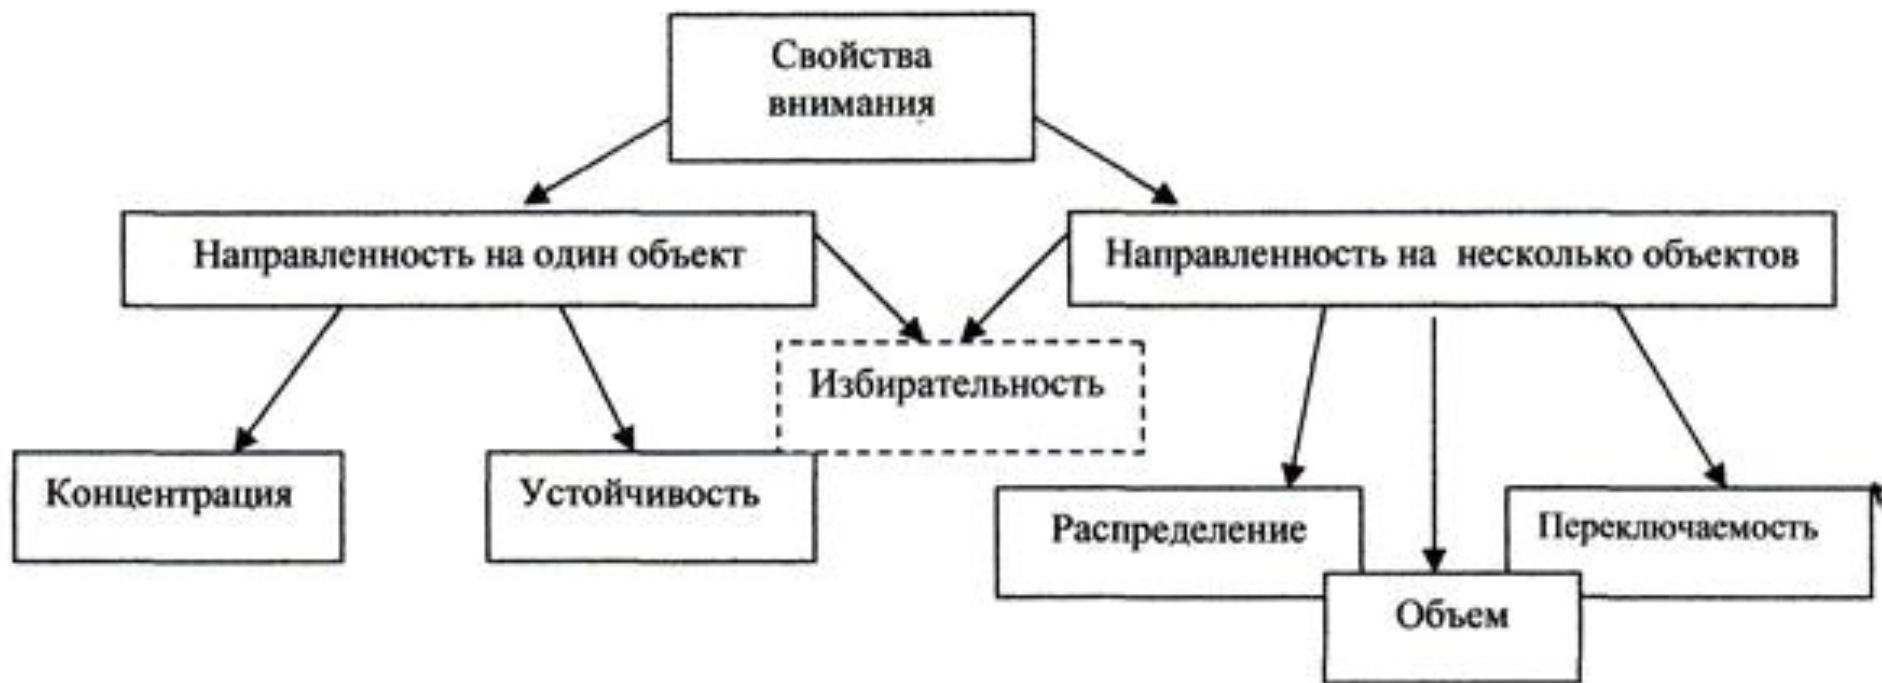 Свойства
внимания
Направленность на один объект
Направленность на несколько объектов
Избирательность
Концентрация
Устойчивость
Распределение
Переключаемость
Объем